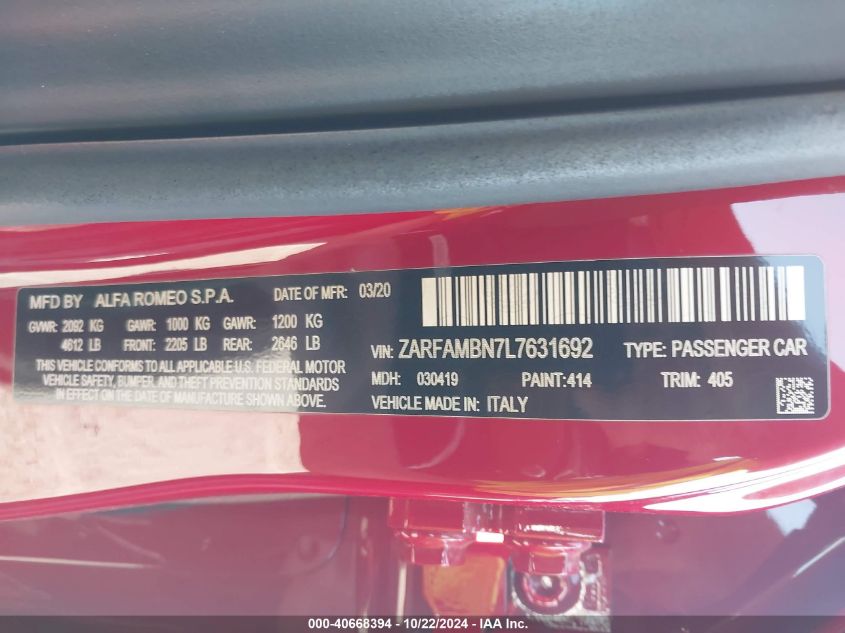 MFD BY ALFA ROMEO S.P.A. DATE OF MFR: 03/20
GVWR: 2092 KG GAWR: 1000 KG GAWR: 1200 KG
4612 LB FRONT: 2205 LB REAR: 2646 LB
THIS VEHICLE CONFORMS TO ALL APPLICABLE U.S. FEDERAL MOTOR
VEHICLE SAFETY, BUMPER, AND THEFT PREVENTION STANDARDS
IN EFFECT ON THE DATE OF MANUFACTURE SHOWN ABOVE.
VIN: ZARFAMBN7L7631692 TYPE: PASSENGER CAR
MDH: 030419 PAINT:414 TRIM: 405
VEHICLE MADE IN: ITALY
000-40668394 - 10/22/2024 - IAA Inc.